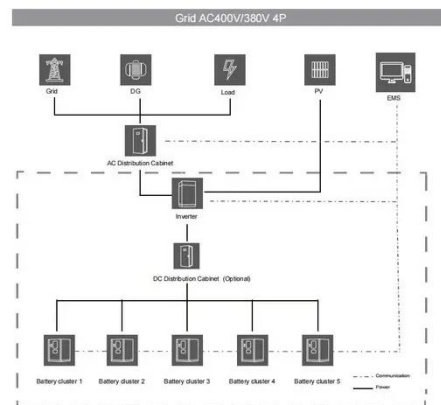 Grid AC400V/380V 4P
Grid
DG
Load
PV
EMS
AC Distribution Cabinet
Inverter
DC Distribution Cabinet (Optional)
Battery cluster 1
Battery cluster 2
Battery cluster 3
Battery cluster 4
Battery cluster 5
Communication
Power